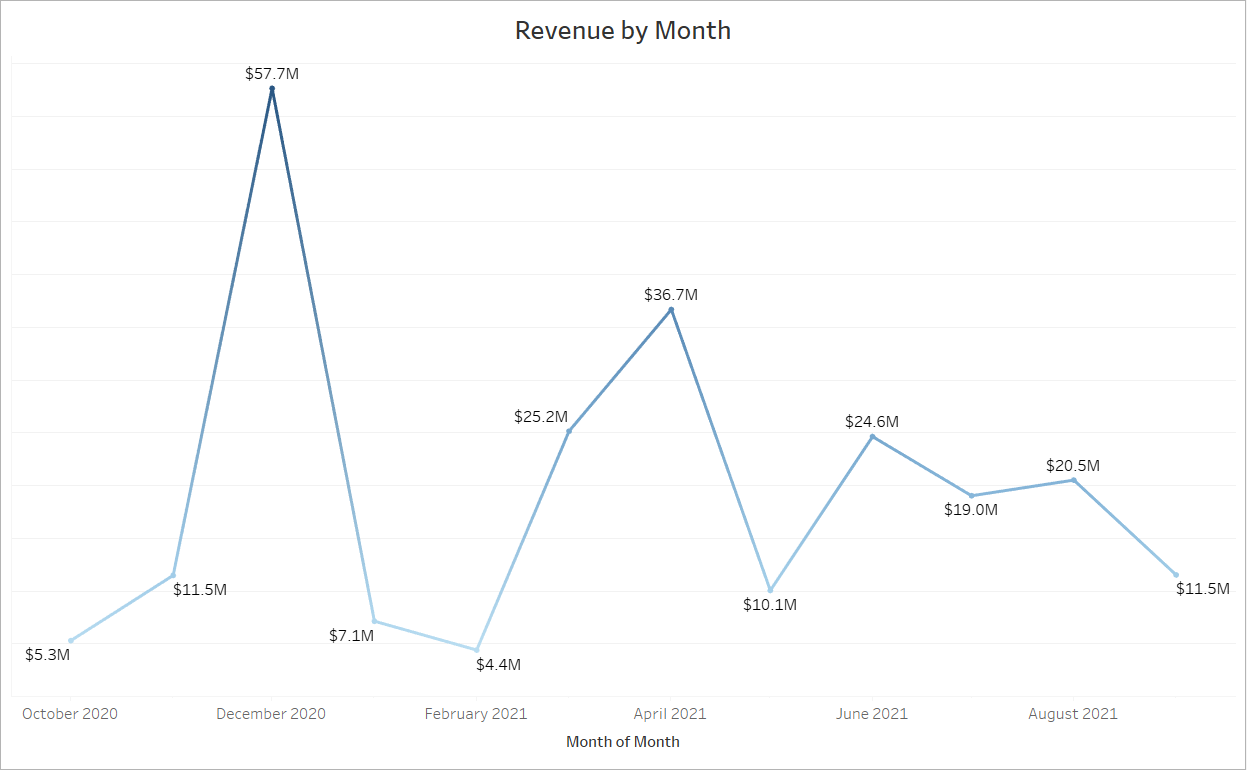 Revenue by Month
$57.7M
$36.7M
$25.2M
$24.6M
$20.5M
$19.0M
$11.5M
$11.5M
$10.1M
$7.1M
$5.3M
$4.4M
October 2020
December 2020
February 2021
April 2021
June 2021
August 2021
Month of Month